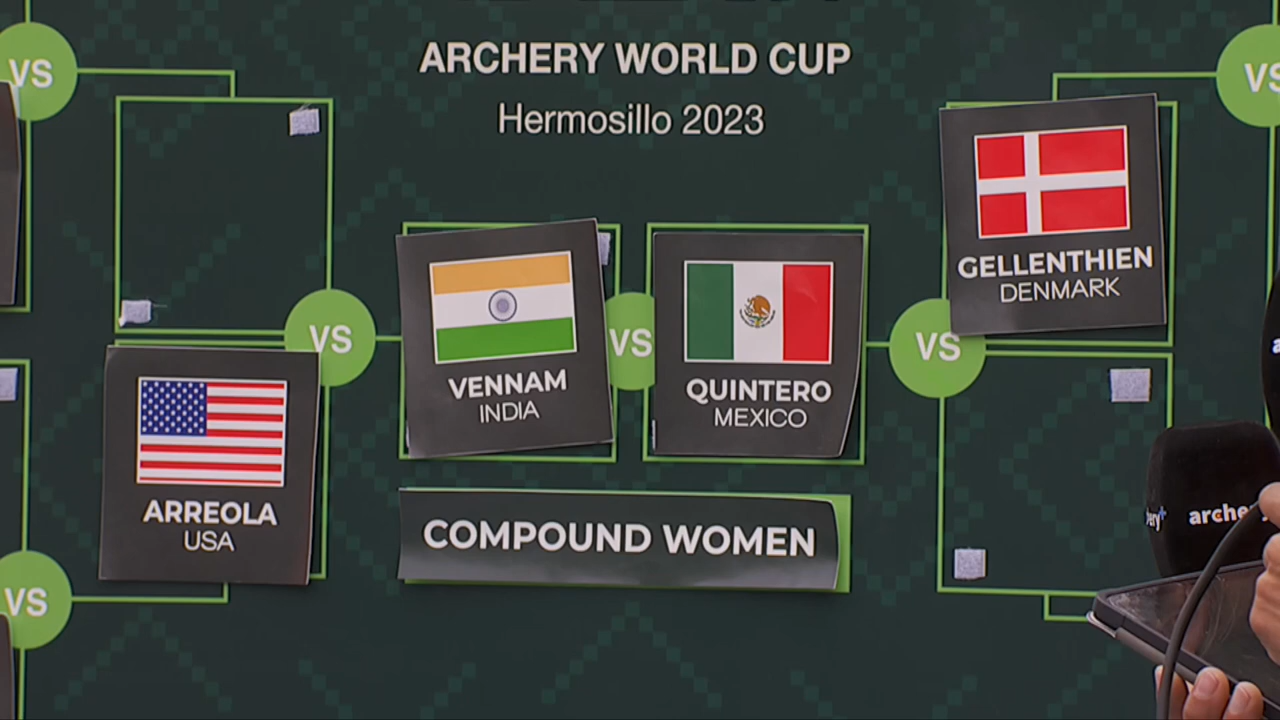 ARCHERY WORLD CUP
Hermosillo 2023
VS
VS
GELLENTHIEN
DENMARK
VS
VENNAM
INDIA
VS
QUINTERO
MEXICO
VS
ARREOLA
USA
COMPOUND WOMEN
VS